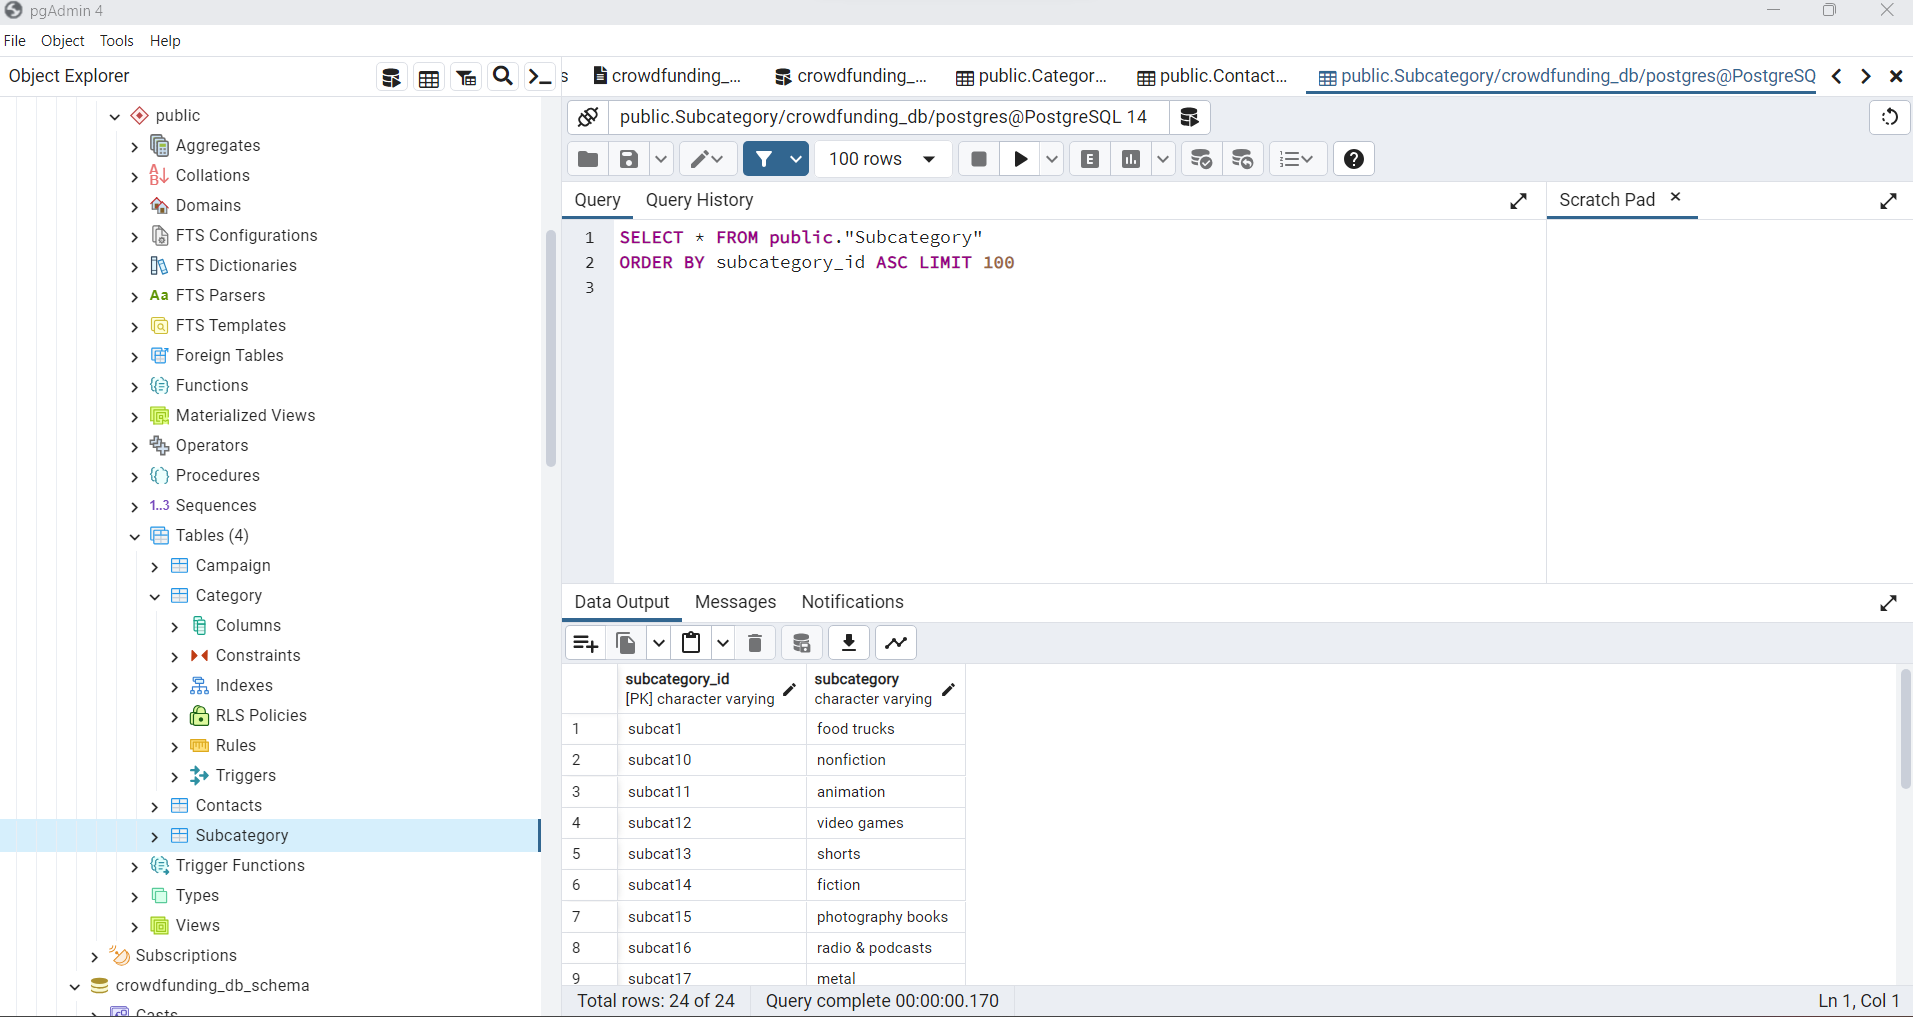 pgAdmin 4
File Object Tools Help
Object Explorer
s crowdfunding_... crowdfunding_... public.Categor... public.Contact... public.Subcategory/crowdfunding_db/postgres@PostgreSQ
public
Aggregates
Collations
Domains
FTS Configurations
FTS Dictionaries
Aa FTS Parsers
FTS Templates
Foreign Tables
Functions
Materialized Views
Operators
Procedures
1..3 Sequences
Tables (4)
Campaign
Category
Columns
Constraints
Indexes
RLS Policies
Rules
Triggers
Contacts
Subcategory
Trigger Functions
Types
Views
Subscriptions
crowdfunding_db_schema
Casts
public.Subcategory/crowdfunding_db/postgres@PostgreSQL 14
100 rows
E
Query Query History
Scratch Pad
1 SELECT * FROM public."Subcategory"
2 ORDER BY subcategory_id ASC LIMIT 100
3
Data Output Messages Notifications
subcategory_id subcategory
[PK] character varying character varying
1 subcat1 food trucks
2 subcat10 nonfiction
3 subcat11 animation
4 subcat12 video games
5 subcat13 shorts
6 subcat14 fiction
7 subcat15 photography books
8 subcat16 radio & podcasts
9 subcat17 metal
Total rows: 24 of 24 Query complete 00:00:00.170 Ln 1, Col 1